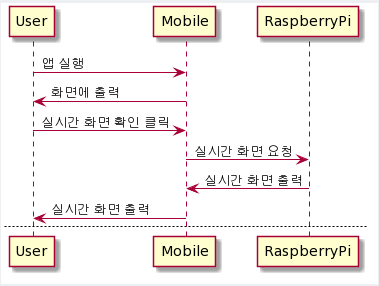 User Mobile RaspberryPi
앱 실행
화면에 출력
실시간 화면 확인 클릭
실시간 화면 요청
실시간 화면 출력
실시간 화면 출력
User Mobile RaspberryPi